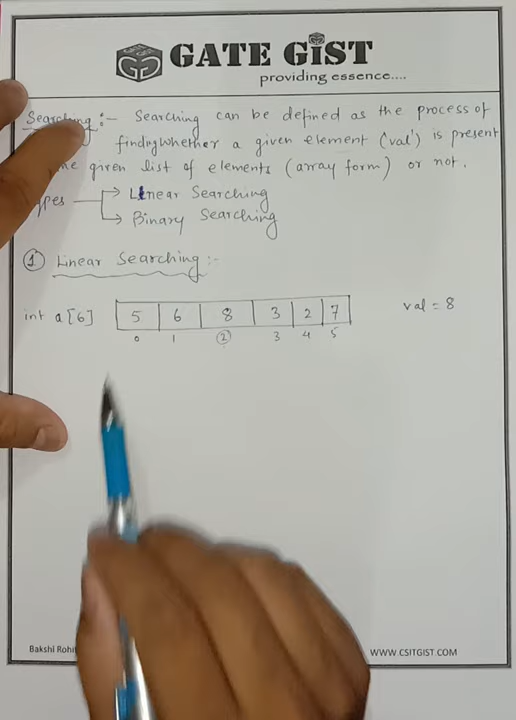 GATE GiST
providing essence....
Searching :- Searching can be defined as the process of
finding whether a given element ('val') is present
given list of elements (array form) or not.
Linear Searching
Binary Searching
① Linear Searching :-
int a[6] 5 6 8 3 2 7 val = 8
0 1 ② 3 4 5
Bakshi Rohi
WWW.CSITGIST.COM